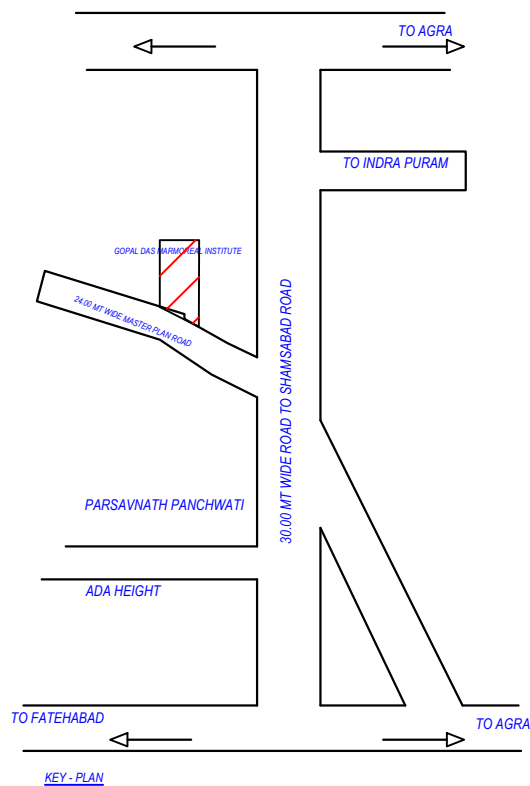 TO AGRA
TO INDRA PURAM
GOPAL DAS MARMOREAL INSTITUTE
24.00 MT WIDE MASTER PLAN ROAD
30.00 MT WIDE ROAD TO SHAMSABAD ROAD
PARSAVNATH PANCHWATI
ADA HEIGHT
TO FATEHABAD
TO AGRA
KEY - PLAN